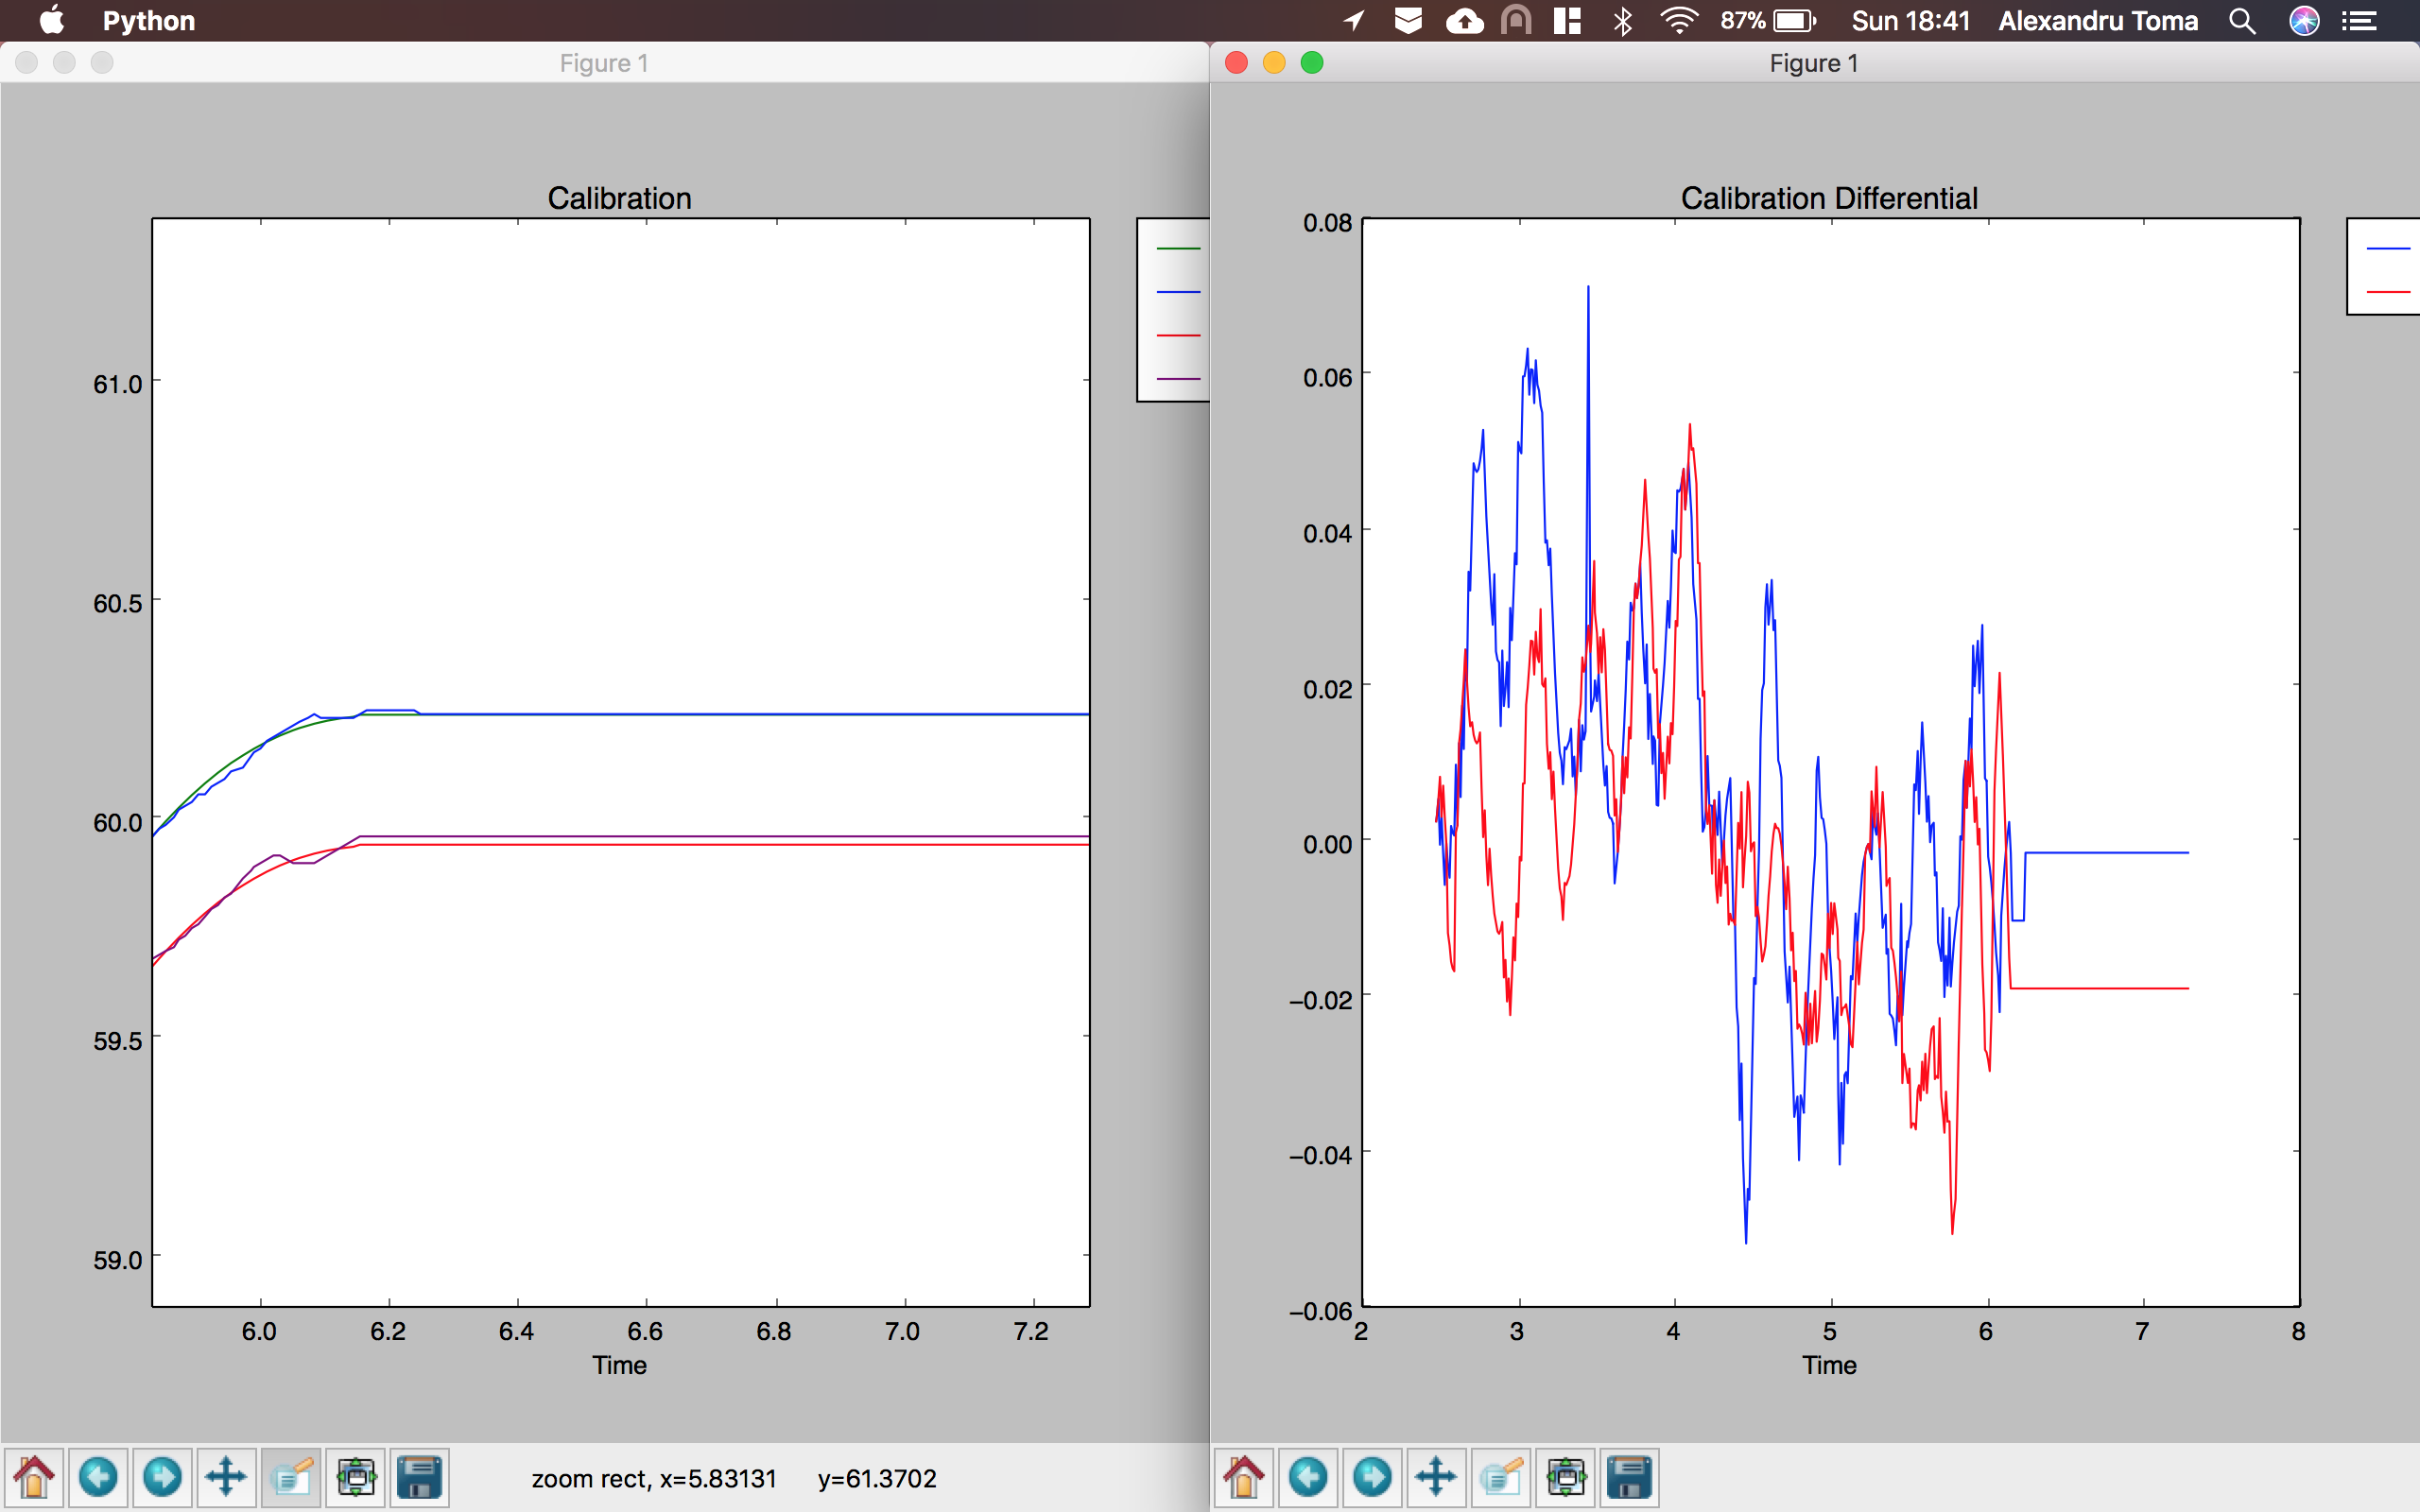 Python 87% Sun 18:41 Alexandru Toma
Figure 1
Calibration
61.0
60.5
60.0
59.5
59.0
6.0 6.2 6.4 6.6 6.8 7.0 7.2
Time
zoom rect, x=5.83131 y=61.3702
Figure 1
Calibration Differential
0.08
0.06
0.04
0.02
0.00
−0.02
−0.04
−0.06
2 3 4 5 6 7 8
Time